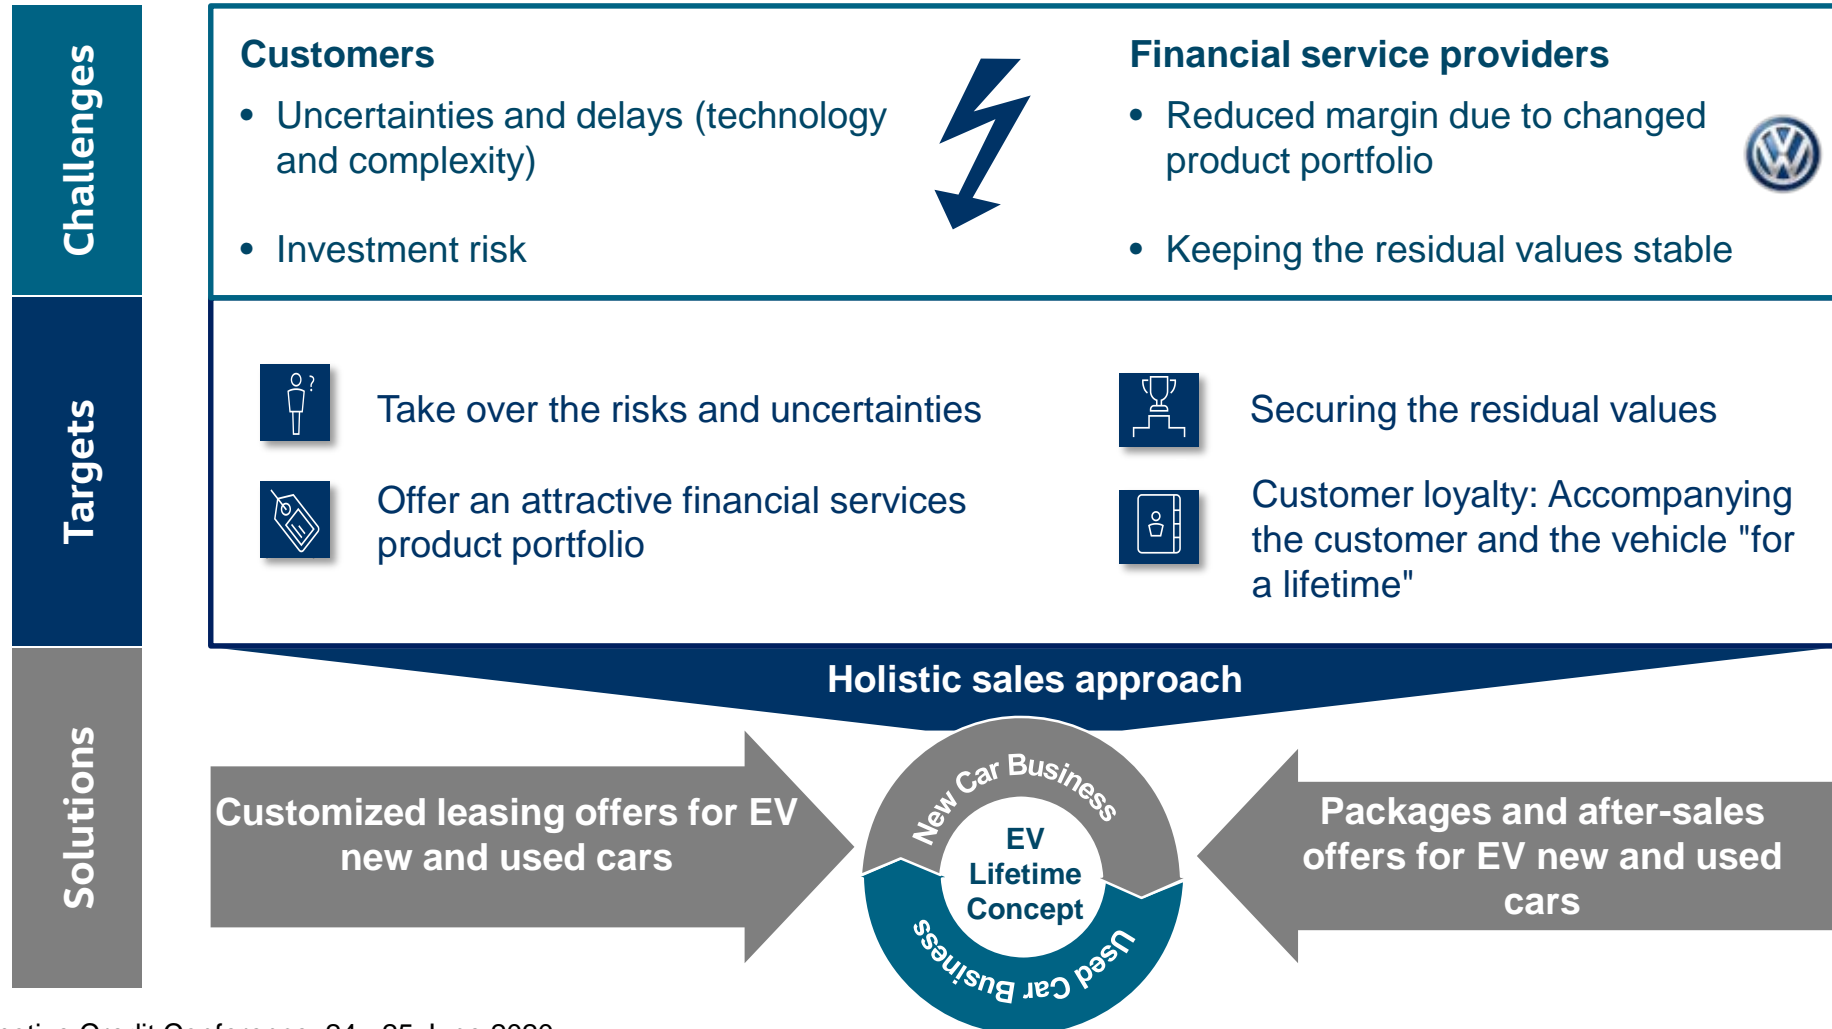 Challenges
Customers
• Uncertainties and delays (technology
and complexity)
• Investment risk
Financial service providers
• Reduced margin due to changed
product portfolio
• Keeping the residual values stable
Targets
?
Take over the risks and uncertainties
Offer an attractive financial services
product portfolio
Securing the residual values
Customer loyalty: Accompanying
the customer and the vehicle "for
a lifetime"
Solutions
Holistic sales approach
Customized leasing offers for EV
new and used cars
New Car Business
EV
Lifetime
Concept
Used Car Business
Packages and after-sales
offers for EV new and used
cars
Credit Conference